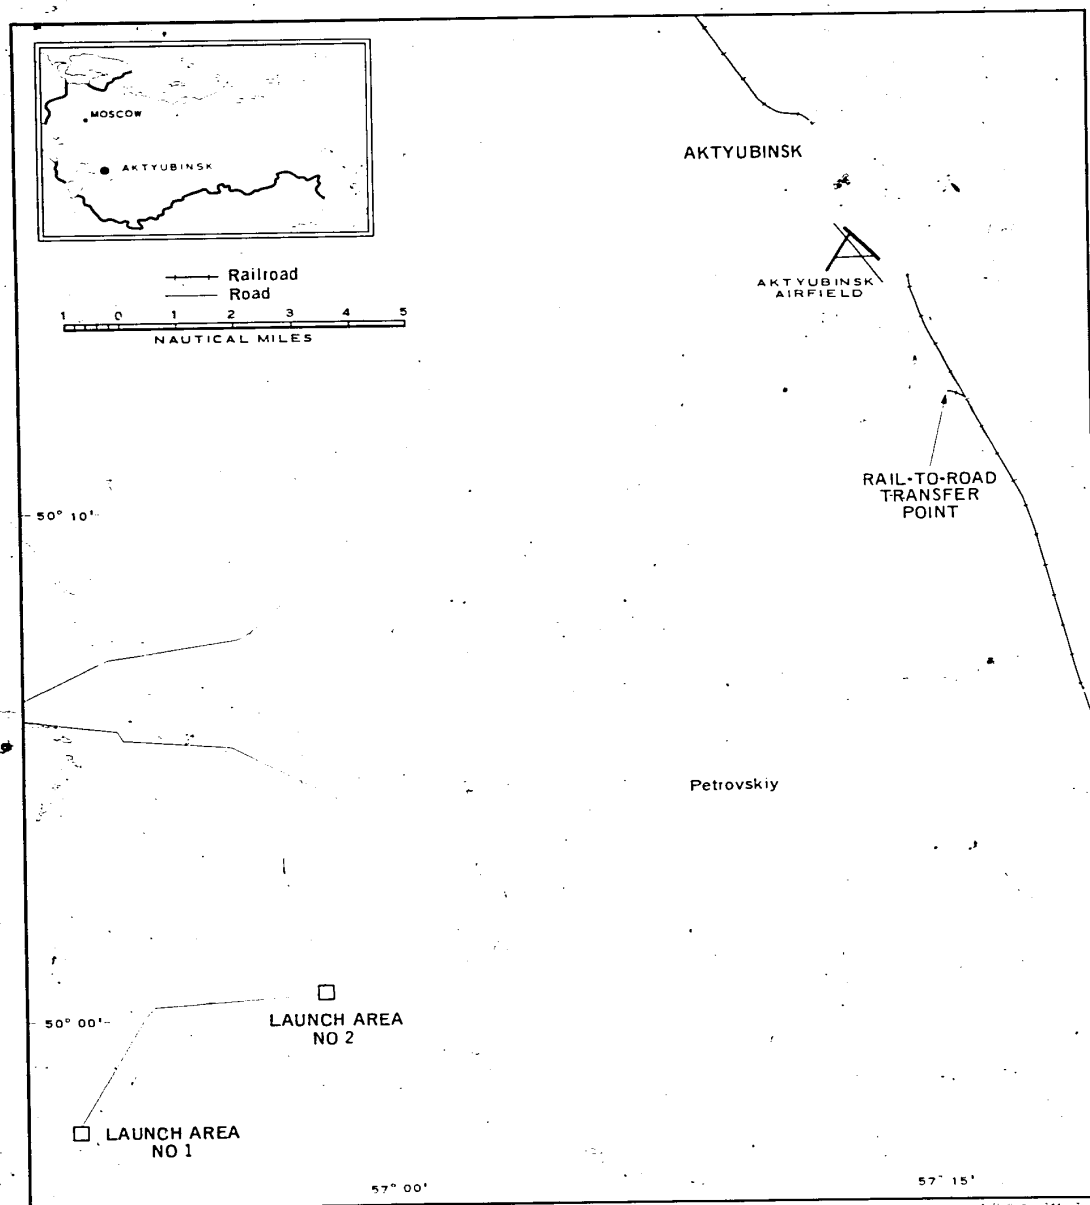 MOSCOW
AKTYUBINSK
Railroad
Road
1 0 1 2 3 4 5
NAUTICAL MILES
AKTYUBINSK
AKTYUBINSK
AIRFIELD
RAIL-TO-ROAD
TRANSFER
POINT
50° 10'
Petrovskiy
50° 00'
LAUNCH AREA
NO 2
LAUNCH AREA
NO 1
57° 00'
57° 15'